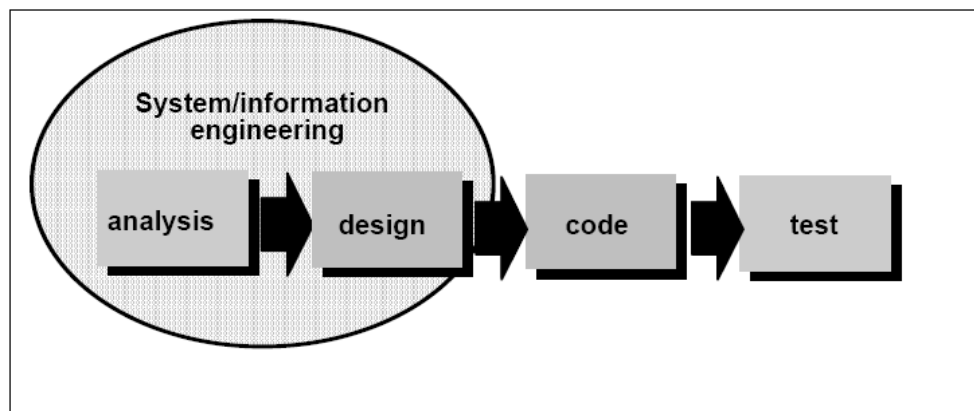 System/information
engineering
analysis
design
code
test